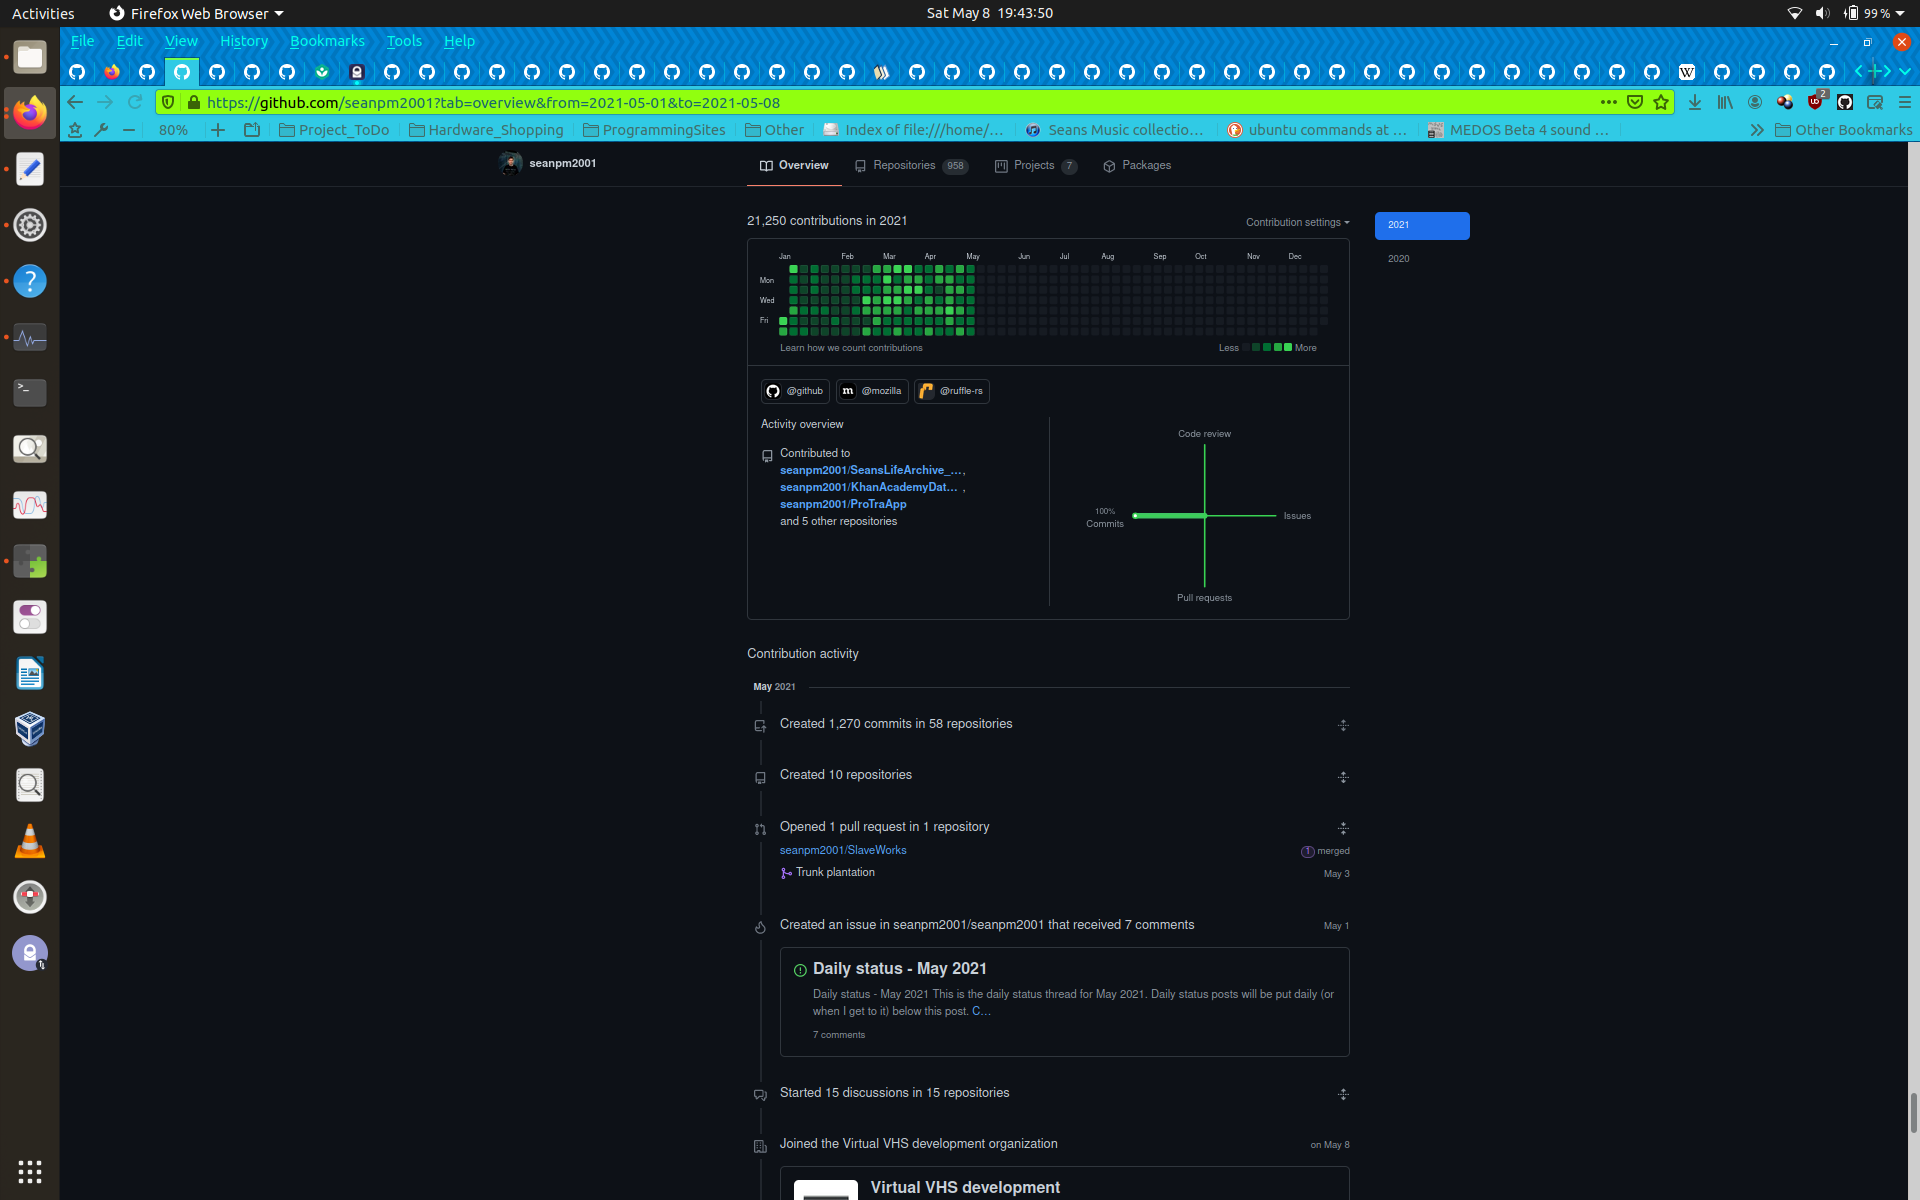 Activities
Firefox Web Browser
Sat May 8 19:43:50
99 %
File Edit View History Bookmarks Tools Help
W
https://github.com/seanpm2001?tab=overview&from=2021-05-01&to=2021-05-08
2
80%
Project_ToDo
Hardware_Shopping
ProgrammingSites
Other
Index of file:///home/...
Seans Music collectio...
ubuntu commands at ...
MEDOS Beta 4 sound ...
Other Bookmarks
seanpm2001
Overview
Repositories 958
Projects 7
Packages
21,250 contributions in 2021
Contribution settings
2021
2020
Jan Feb Mar Apr May Jun Jul Aug Sep Oct Nov Dec
Mon
Wed
Fri
Learn how we count contributions
Less More
@github
m @mozilla
@ruffle-rs
Activity overview
Contributed to
seanpm2001/SeansLifeArchive_...,
seanpm2001/KhanAcademyDat... ,
seanpm2001/ProTraApp
and 5 other repositories
Code review
100%
Commits
Issues
Pull requests
Contribution activity
May 2021
Created 1,270 commits in 58 repositories
Created 10 repositories
Opened 1 pull request in 1 repository
seanpm2001/SlaveWorks
1 merged
Trunk plantation
May 3
Created an issue in seanpm2001/seanpm2001 that received 7 comments
May 1
Daily status - May 2021
Daily status - May 2021 This is the daily status thread for May 2021. Daily status posts will be put daily (or
when I get to it) below this post. C...
7 comments
Started 15 discussions in 15 repositories
Joined the Virtual VHS development organization
on May 8
Virtual VHS development